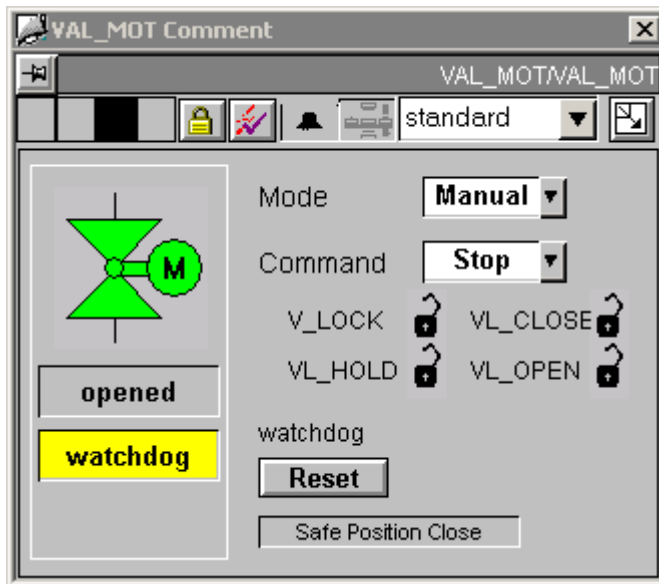 VAL_MOT Comment
VAL_MOT/VAL_MOT
standard
Mode Manual
M
Command Stop
V_LOCK VL_CLOSE
VL_HOLD VL_OPEN
opened
watchdog
watchdog
Reset
Safe Position Close